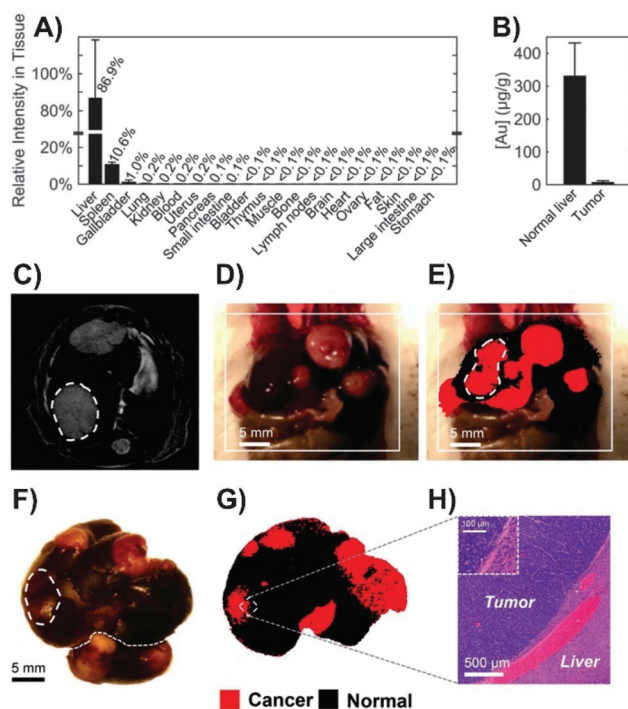 A)
Relative Intensity in Tissue
100%
80%
20%
0%
86.9%
10.6%
1.0%
0.2%
0.2%
0.2%
0.2%
0.1%
0.1%
<0.1%
<0.1%
<0.1%
<0.1%
<0.1%
<0.1%
<0.1%
<0.1%
<0.1%
<0.1%
<0.1%
<0.1%
Liver
Spleen
Gallbladder
Lung
Kidney
Blood
Uterus
Pancreas
Small intestine
Bladder
Thymus
Muscle
Bone
Lymph nodes
Brain
Heart
Ovary
Fat
Skin
Large intestine
Stomach
B)
[Au] (µg/g)
400
300
200
100
0
Normal liver
Tumor
C)
D)
5 mm
E)
5 mm
F)
5 mm
G)
H)
100 µm
Tumor
Liver
500 µm
Cancer Normal